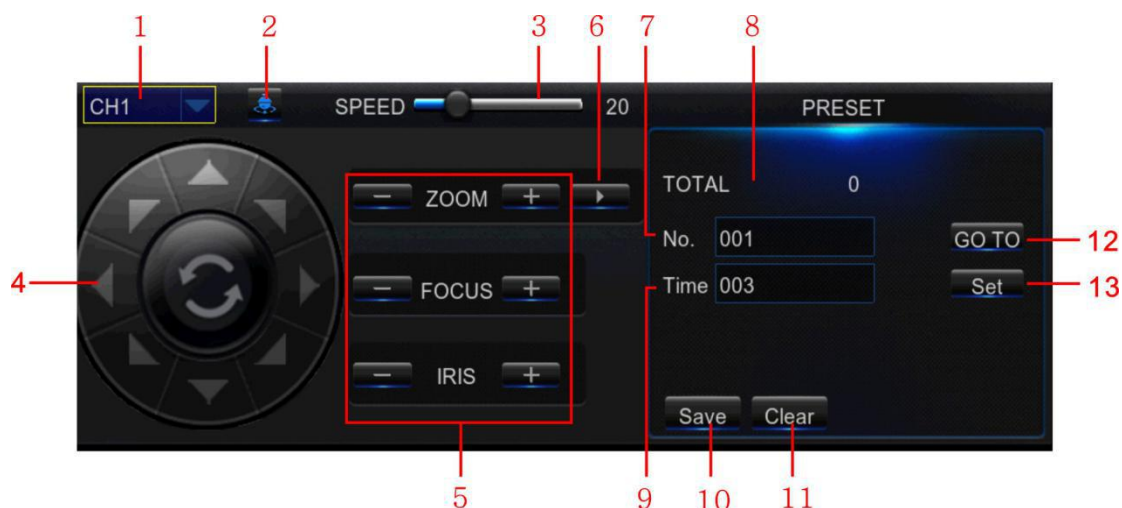 1 2 3 6 7 8
CH1 SPEED 20 PRESET
TOTAL 0
− ZOOM +
No. 001 GO TO 12
4 − FOCUS + Time 003 Set 13
− IRIS +
Save Clear
5 9 10 11